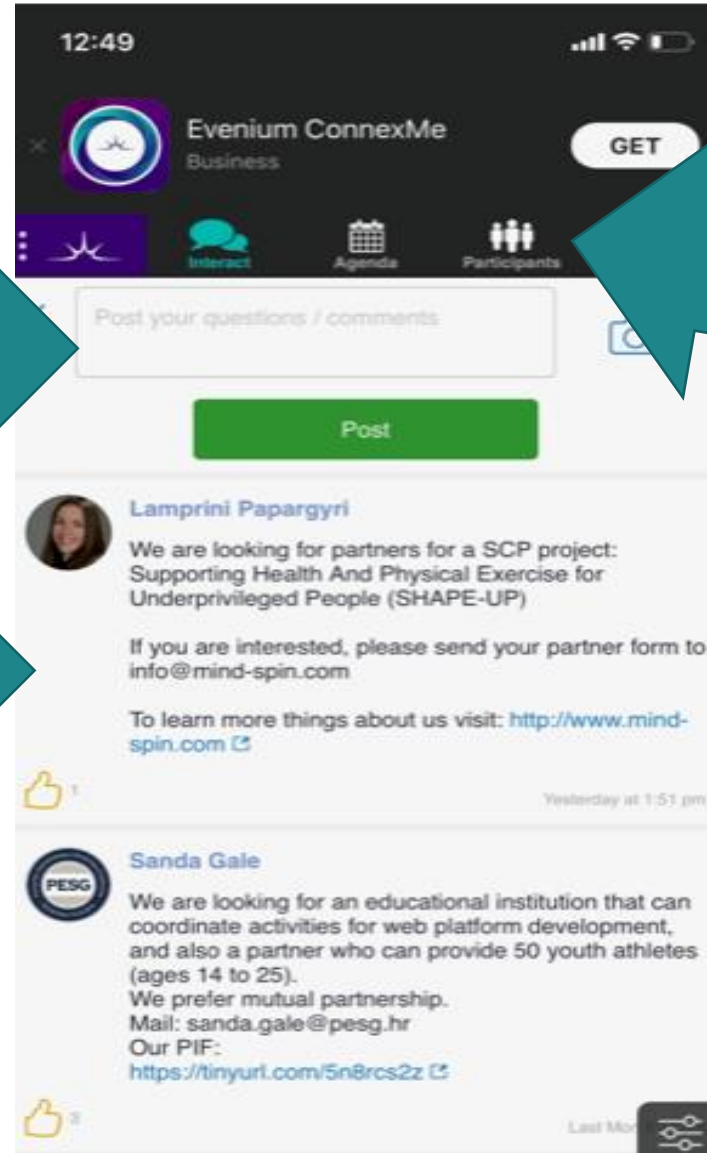 12:49
Evenium ConnexMe
Business
GET
Interact
Agenda
Participants
Post your questions / comments
Post
Lamprini Papargyri
We are looking for partners for a SCP project:
Supporting Health And Physical Exercise for
Underprivileged People (SHAPE-UP)
If you are interested, please send your partner form to
info@mind-spin.com
To learn more things about us visit: http://www.mind-
spin.com
1
Yesterday at 1:51 pm
PESG
Sanda Gale
We are looking for an educational institution that can
coordinate activities for web platform development,
and also a partner who can provide 50 youth athletes
(ages 14 to 25).
We prefer mutual partnership.
Mail: sanda.gale@pesg.hr
Our PIF:
https://tinyurl.com/5n8rcs2z
Last